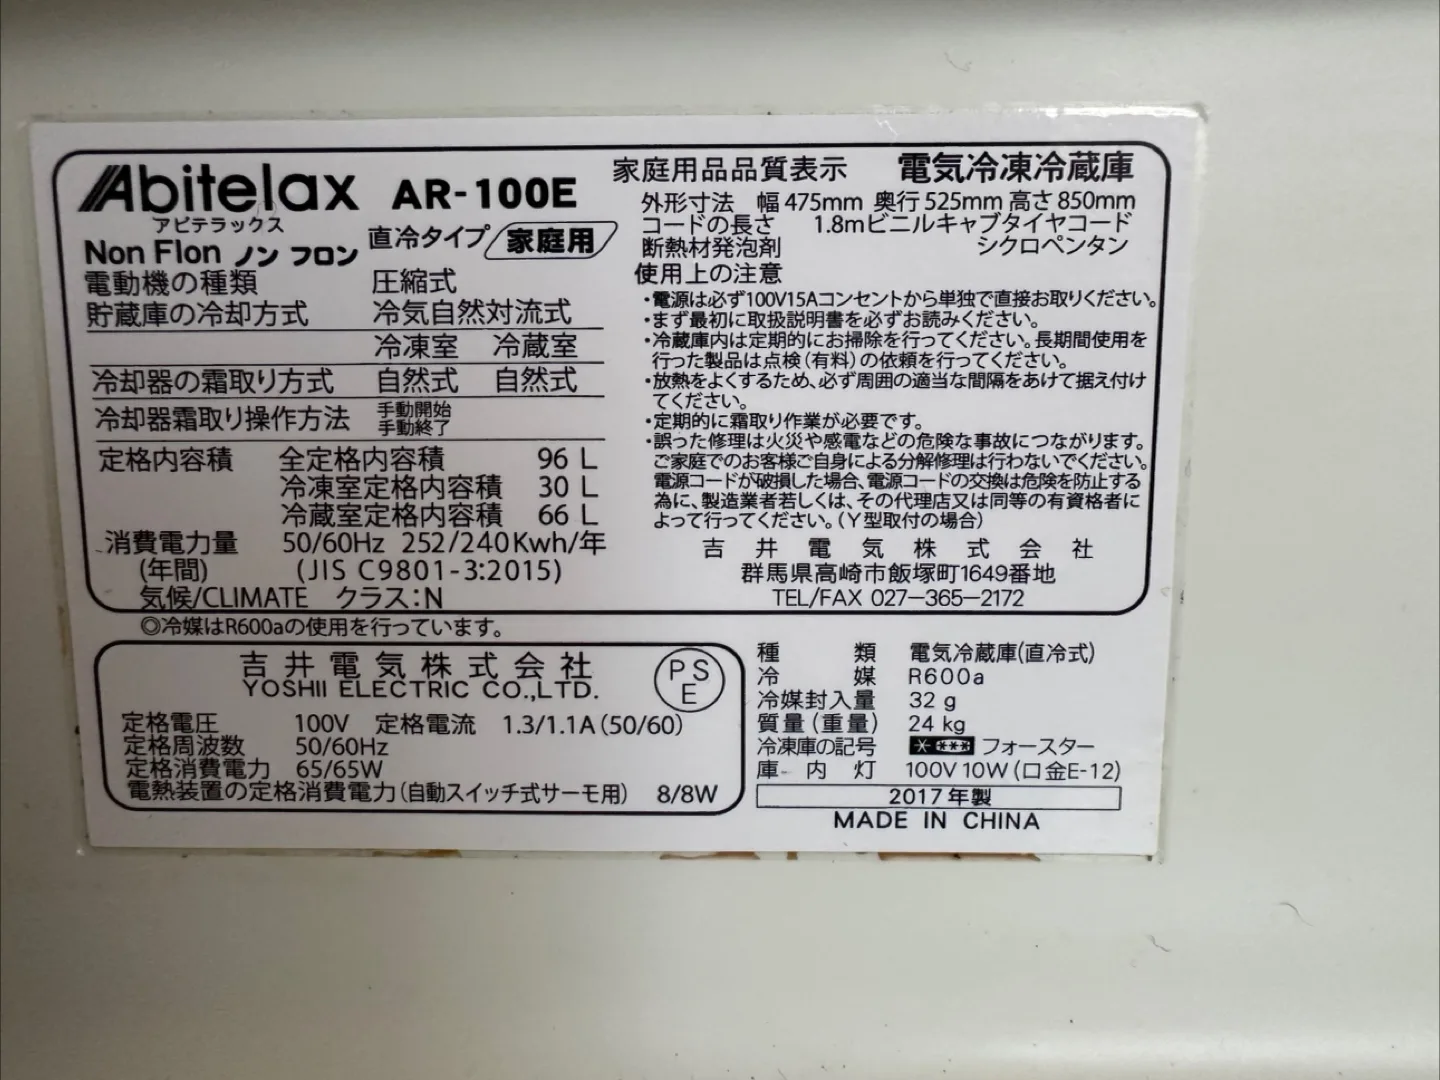 Abitelax AR-100E
アビテラックス
Non Flon ノンフロン 直冷タイプ 家庭用
電動機の種類 圧縮式
貯蔵庫の冷却方式 冷気自然対流式
冷凍室 冷蔵室
冷却器の霜取り方式 自然式 自然式
冷却器霜取り操作方法 手動開始
手動終了
定格内容積 全定格内容積 96 L
冷凍室定格内容積 30 L
冷蔵室定格内容積 66 L
消費電力量 50/60Hz 252/240Kwh/年
(年間) (JIS C9801-3:2015)
気候/CLIMATE クラス:N
家庭用品品質表示 電気冷凍冷蔵庫
外形寸法 幅475mm 奥行525mm 高さ850mm
コードの長さ 1.8mビニルキャブタイヤコード
断熱材発泡剤 シクロペンタン
使用上の注意
・電源は必ず100V15Aコンセントから単独で直接お取りください。
・まず最初に取扱説明書を必ずお読みください。
・冷蔵庫内は定期的にお掃除を行ってください。長期間使用を
行った製品は点検(有料)の依頼を行ってください。
・放熱をよくするため、必ず周囲の適当な間隔をあけて据え付け
てください。
・定期的に霜取り作業が必要です。
・誤った修理は火災や感電などの危険な事故につながります。
ご家庭でのお客様ご自身による分解修理は行わないでください。
電源コードが破損した場合、電源コードの交換は危険を防止する
為に、製造業者若しくは、その代理店又は同等の有資格者に
よって行ってください。(Y型取付の場合)
吉井電気株式会社
群馬県高崎市飯塚町1649番地
TEL/FAX 027-365-2172
◎冷媒はR600aの使用を行っています。
吉井電気株式会社
YOSHII ELECTRIC CO.,LTD.
PS
E
定格電圧 100V 定格電流 1.3/1.1A(50/60)
定格周波数 50/60Hz
定格消費電力 65/65W
電熱装置の定格消費電力(自動スイッチ式サーモ用) 8/8W
種類 電気冷蔵庫(直冷式)
冷媒 R600a
冷媒封入量 32g
質量(重量) 24kg
冷凍庫の記号 * *** フォースター
庫内灯 100V 10W(口金E-12)
2017年製
MADE IN CHINA